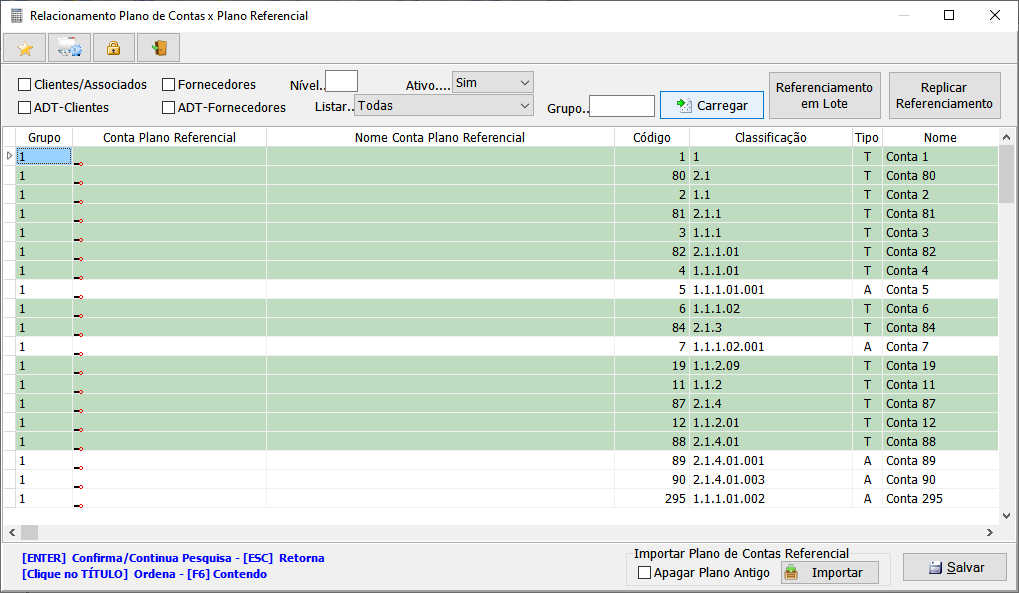 Relacionamento Plano de Contas x Plano Referencial
Clientes/Associados Fornecedores Nível.. Ativo.... Sim
ADT-Clientes ADT-Fornecedores Listar.. Todas Grupo.. Carregar
Referenciamento
em Lote
Replicar
Referenciamento
Grupo Conta Plano Referencial Nome Conta Plano Referencial Código Classificação Tipo Nome
1 1 1 T Conta 1
1 80 2.1 T Conta 80
1 2 1.1 T Conta 2
1 81 2.1.1 T Conta 81
1 3 1.1.1 T Conta 3
1 82 2.1.1.01 T Conta 82
1 4 1.1.1.01 T Conta 4
1 5 1.1.1.01.001 A Conta 5
1 6 1.1.1.02 T Conta 6
1 84 2.1.3 T Conta 84
1 7 1.1.1.02.001 A Conta 7
1 19 1.1.2.09 T Conta 19
1 11 1.1.2 T Conta 11
1 87 2.1.4 T Conta 87
1 12 1.1.2.01 T Conta 12
1 88 2.1.4.01 T Conta 88
1 89 2.1.4.01.001 A Conta 89
1 90 2.1.4.01.003 A Conta 90
1 295 1.1.1.01.002 A Conta 295
[ENTER] Confirma/Continua Pesquisa - [ESC] Retorna
[Clique no TÍTULO] Ordena - [F6] Contendo
Importar Plano de Contas Referencial
Apagar Plano Antigo Importar
Salvar